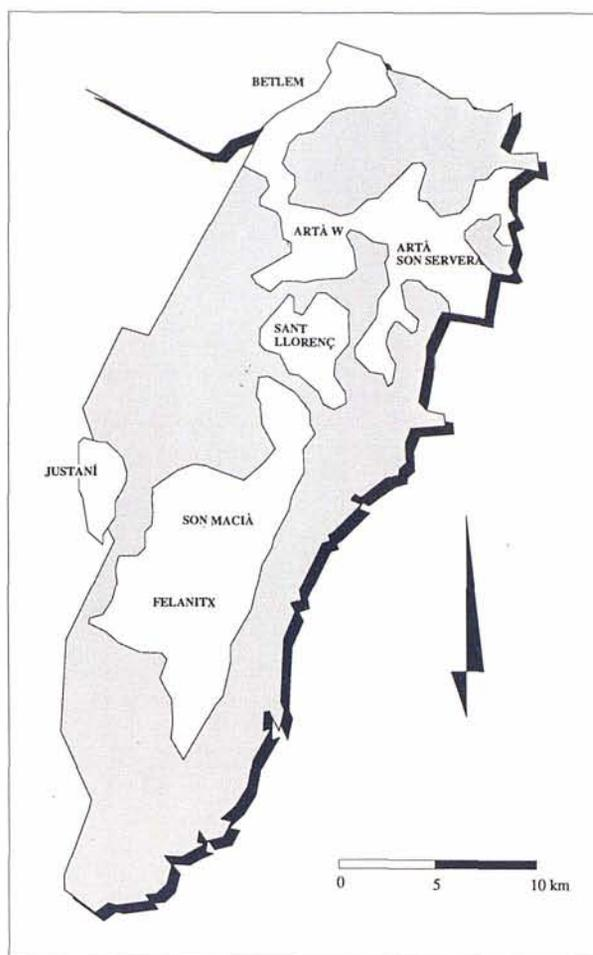 BETLEM
ARTÀ W
ARTÀ
SON SERVERA
SANT
LLORENÇ
JUSTANÍ
SON MACIÀ
FELANITX
0 5 10 km